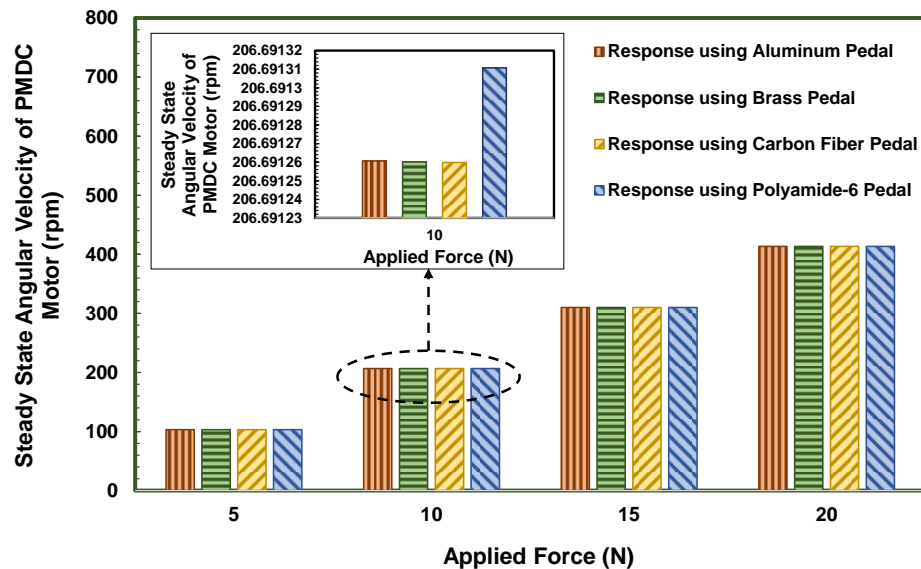 800
700
600
500
400
300
200
100
0
Steady State Angular Velocity of PMDC
Motor (rpm)
5
10
15
20
Applied Force (N)
206.69132
206.69131
206.6913
206.69129
206.69128
206.69127
206.69126
206.69125
206.69124
206.69123
Steady State
Angular Velocity of
PMDC Motor (rpm)
10
Applied Force (N)
Response using Aluminum Pedal
Response using Brass Pedal
Response using Carbon Fiber Pedal
Response using Polyamide-6 Pedal